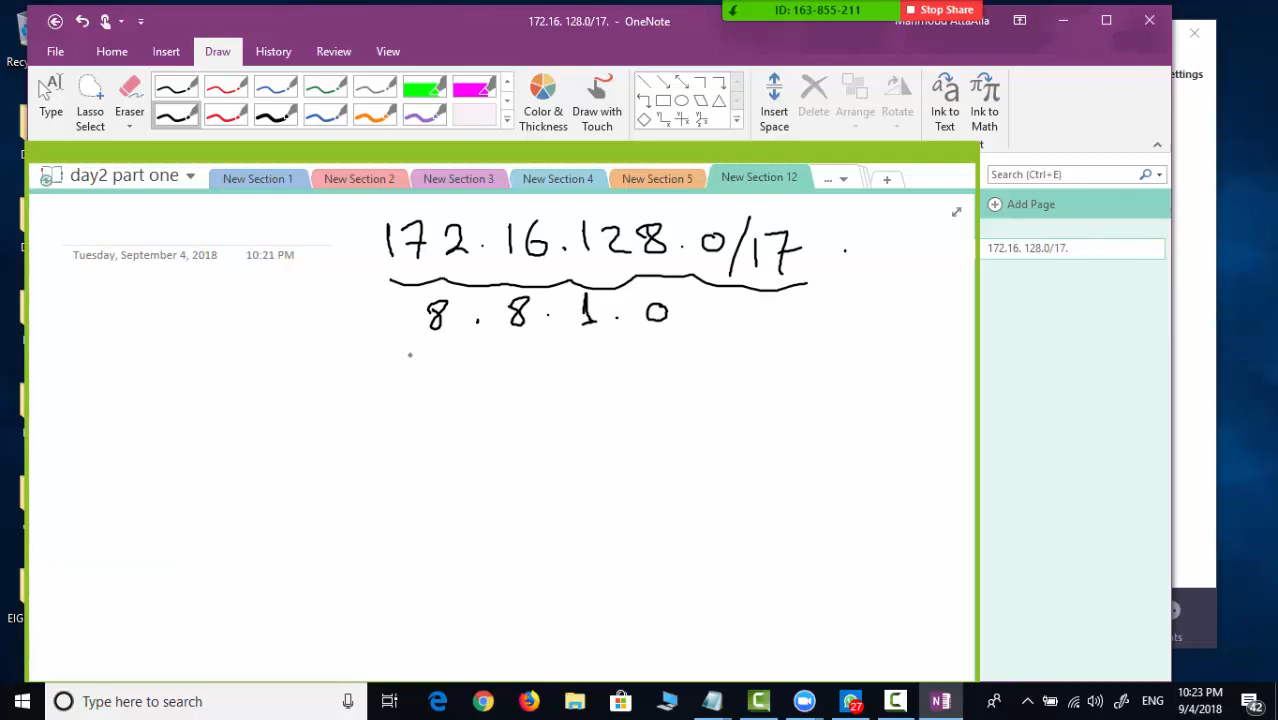 ID: 163-855-211
Stop Share
172.16. 128.0/17. - OneNote
File Home Insert Draw History Review View
Type
Lasso Select
Eraser
Color & Thickness
Draw with Touch
Insert Space
Delete
Arrange
Rotate
Ink to Text
Ink to Math
ettings
day2 part one
New Section 1
New Section 2
New Section 3
New Section 4
New Section 5
New Section 12
...
Search (Ctrl+E)
Add Page
172.16. 128.0/17.
Tuesday, September 4, 2018 10:21 PM
172.16.128.0/17 .
8.8.1.0
EIG
nts
Type here to search
27
ENG
10:23 PM
9/4/2018
42